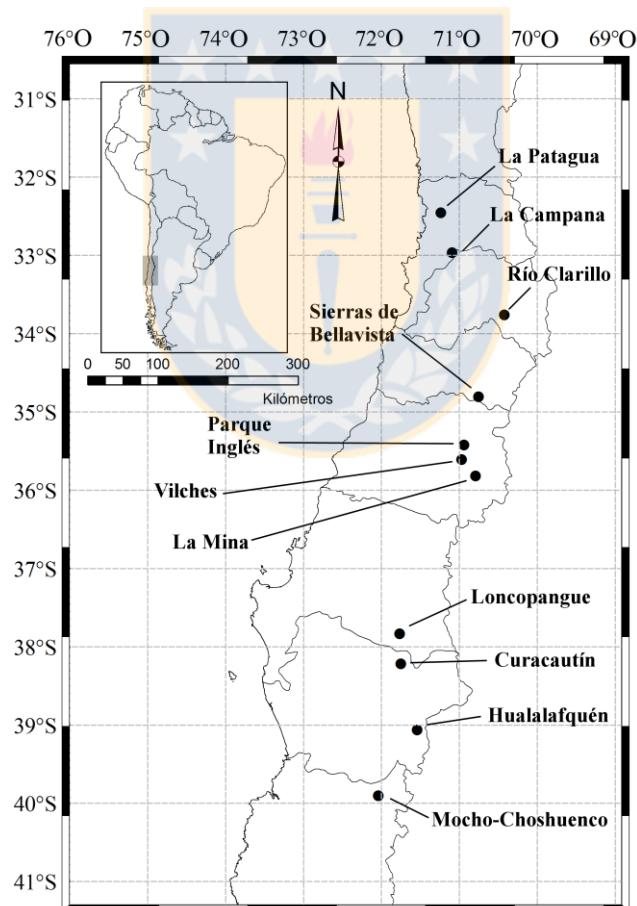 76°O 75°O 74°O 73°O 72°O 71°O 70°O 69°O
31°S
32°S
33°S
34°S
35°S
36°S
37°S
38°S
39°S
40°S
41°S
N
0 50 100 200 300
Kilómetros
La Patagua
La Campana
Río Clarillo
Sierras de
Bellavista
Parque
Inglés
Vilches
La Mina
Loncopangue
Curacautín
Hualalafquén
Mocho-Choshuenco